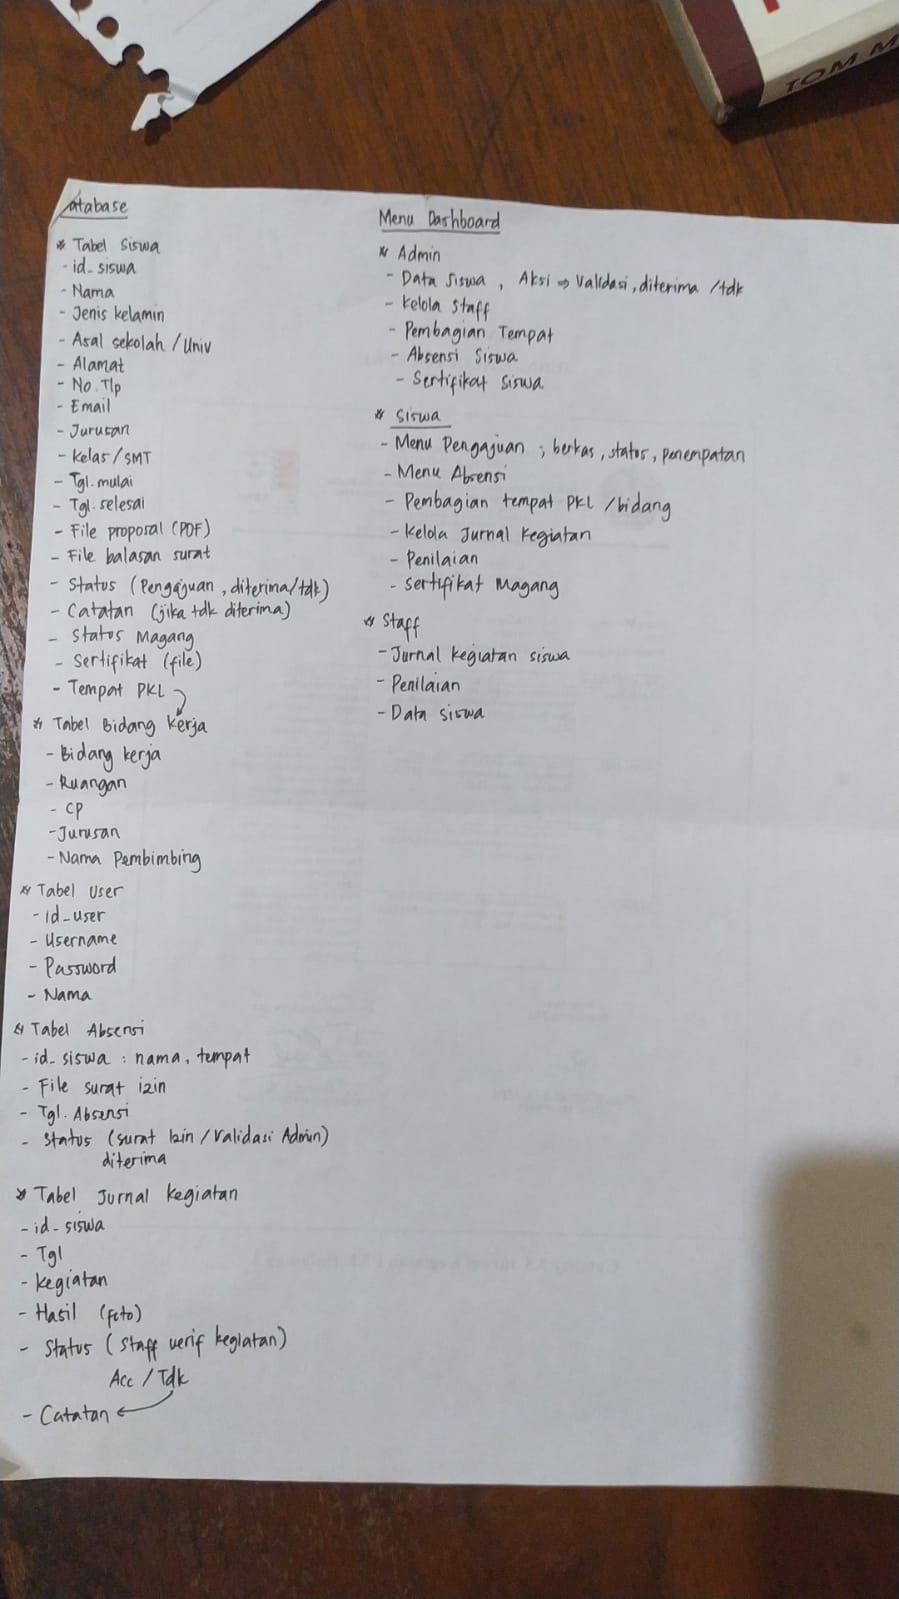 TOM M
atabase
* Tabel Siswa
- id_siswa
- Nama
- Jenis kelamin
- Asal sekolah / Univ
- Alamat
- No. Tlp
- Email
- Jurusan
- Kelas / SMT
- Tgl. mulai
- Tgl. selesai
- File proposal (PDF)
- File balasan surat
- Status (Pengajuan, diterima/tdk)
- Catatan (jika tdk diterima)
- Status Magang
- Sertifikat (file)
- Tempat PKL
* Tabel Bidang Kerja
- Bidang kerja
- Ruangan
- CP
- Jurusan
- Nama Pembimbing
* Tabel User
- id_user
- Username
- Password
- Nama
* Tabel Absensi
- id_siswa : nama, tempat
- File surat izin
- Tgl. Absensi
- Status (surat Izin / Validasi Admin)
diterima
* Tabel Jurnal kegiatan
- id_siswa
- Tgl
- Kegiatan
- Hasil (foto)
- Status (Staff verif kegiatan)
Acc / Tdk
- Catatan
Menu Dashboard
* Admin
- Data Siswa, Aksi => Validasi, diterima / tdk
- Kelola Staff
- Pembagian Tempat
- Absensi Siswa
- Sertifikat Siswa
* Siswa
- Menu Pengajuan ; berkas, status, penempatan
- Menu Absensi
- Pembagian tempat PKL / bidang
- Kelola Jurnal Kegiatan
- Penilaian
- Sertifikat Magang
* Staff
- Jurnal kegiatan siswa
- Penilaian
- Data siswa